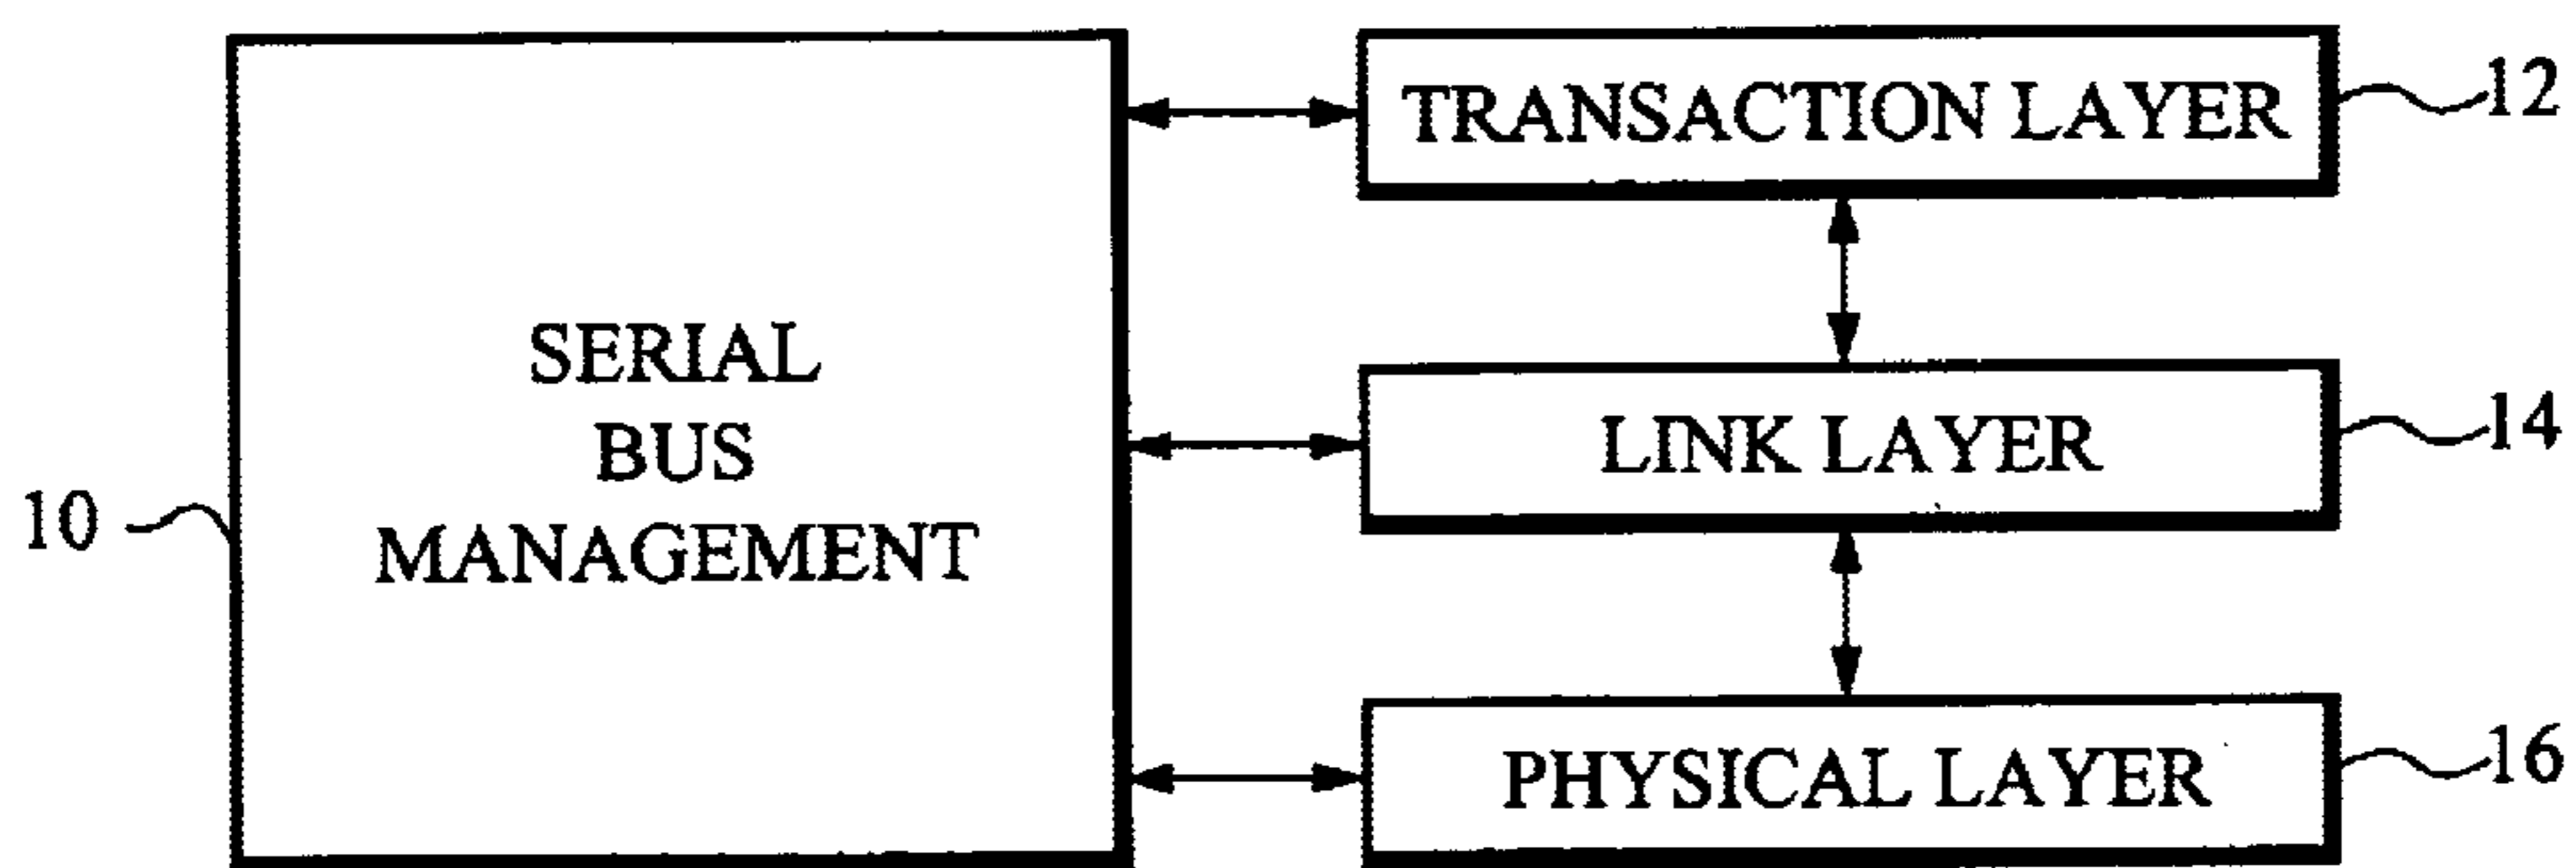 TRANSACTION LAYER
12
SERIAL
BUS
MANAGEMENT
10
LINK LAYER
14
PHYSICAL LAYER
16